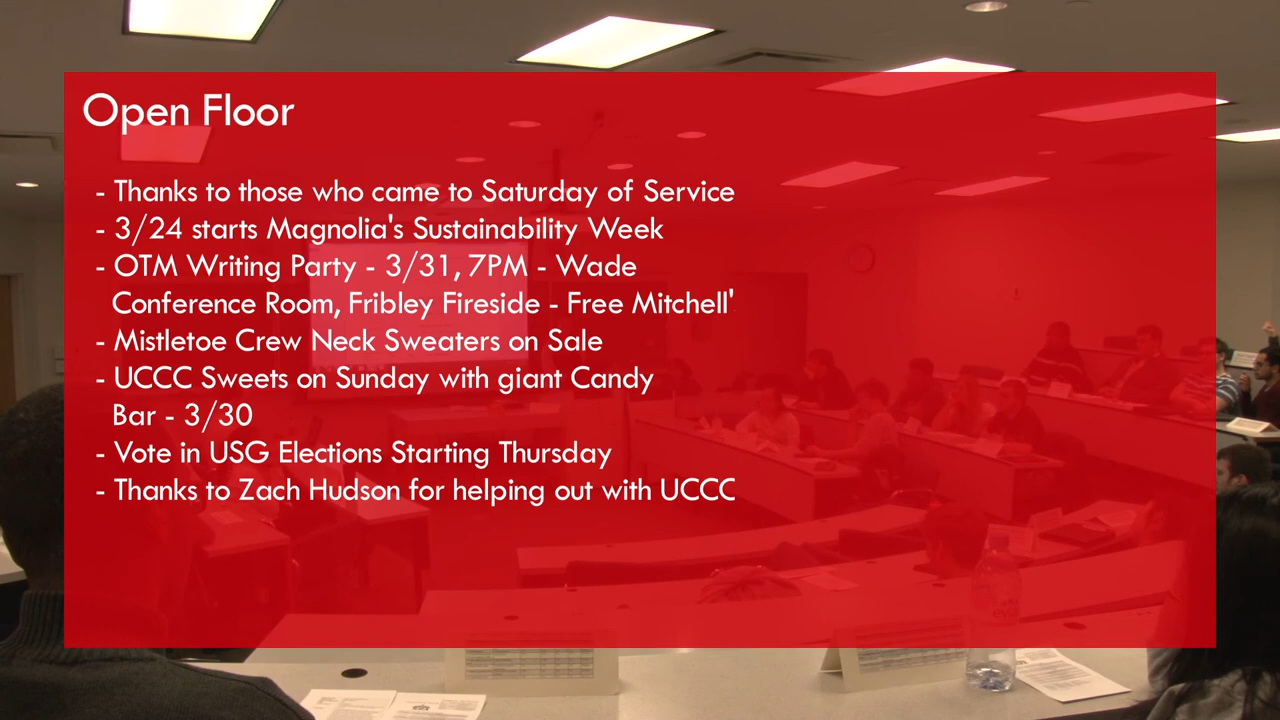 Open Floor
- Thanks to those who came to Saturday of Service
- 3/24 starts Magnolia's Sustainability Week
- OTM Writing Party - 3/31, 7PM - Wade
Conference Room, Fribley Fireside - Free Mitchell'
- Mistletoe Crew Neck Sweaters on Sale
- UCCC Sweets on Sunday with giant Candy
Bar - 3/30
- Vote in USG Elections Starting Thursday
- Thanks to Zach Hudson for helping out with UCCC